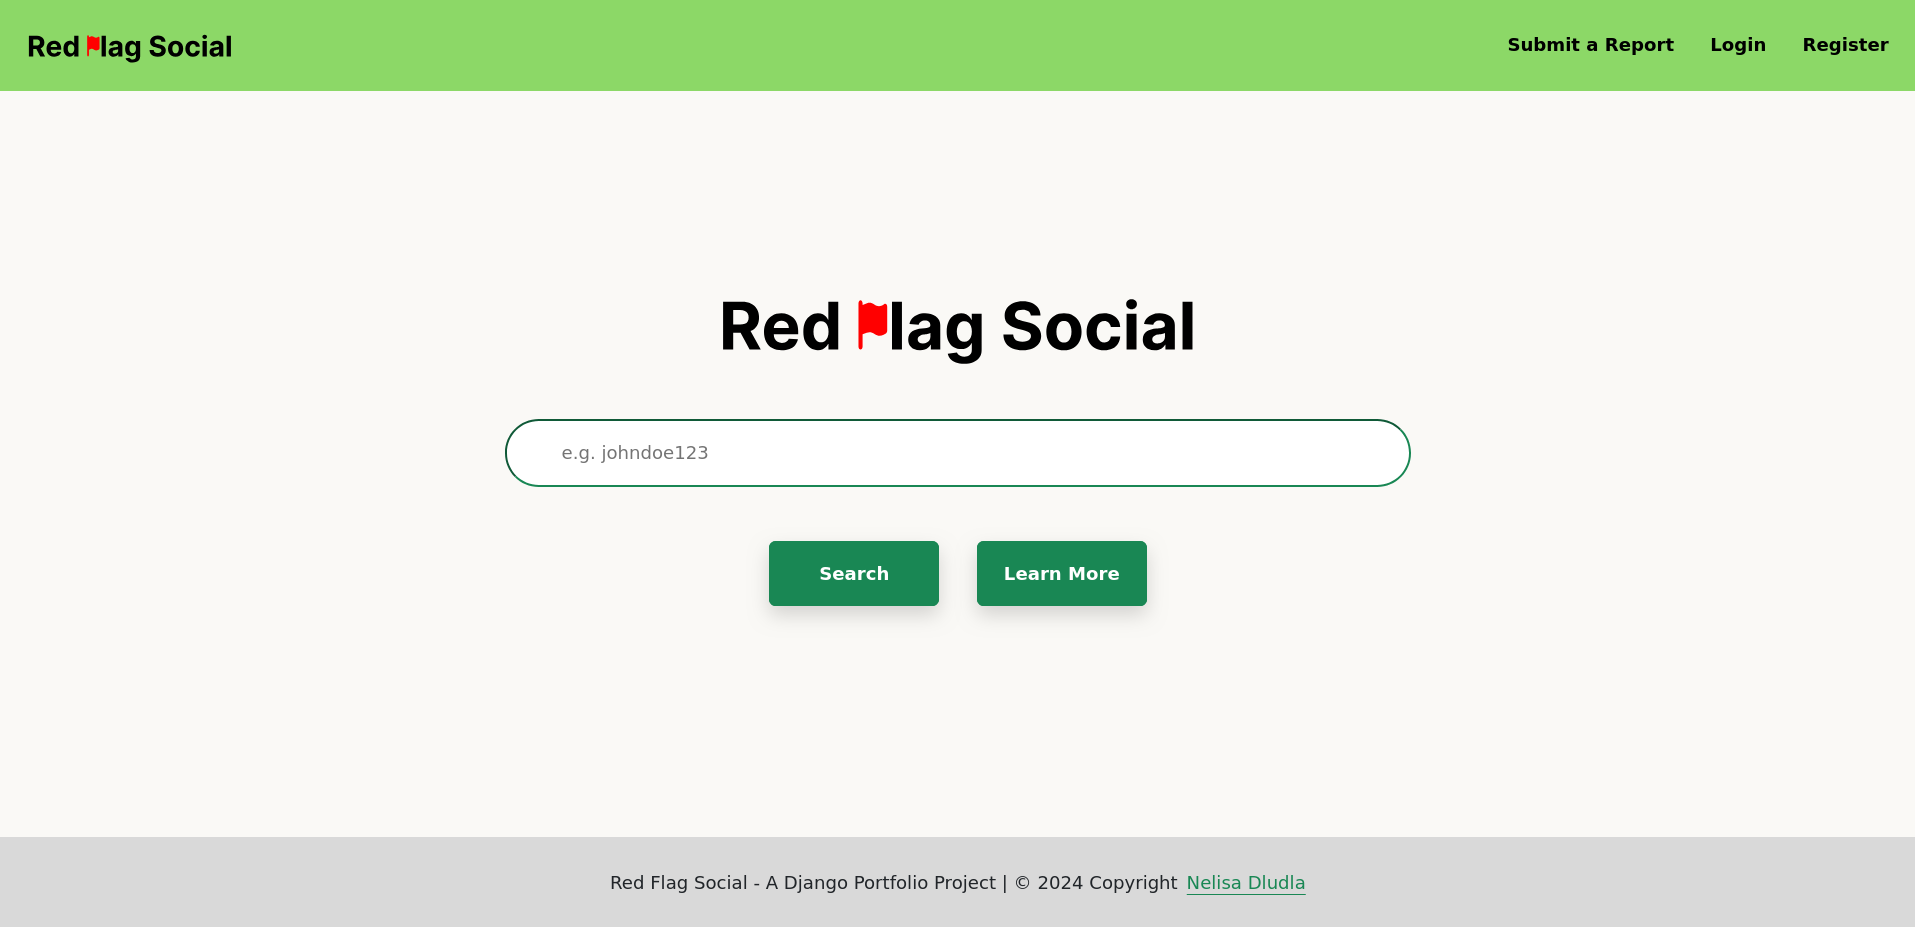 Red lag Social
Submit a Report
Login
Register
Red lag Social
e.g. johndoe123
Search
Learn More
Red Flag Social - A Django Portfolio Project | © 2024 Copyright Nelisa Dludla